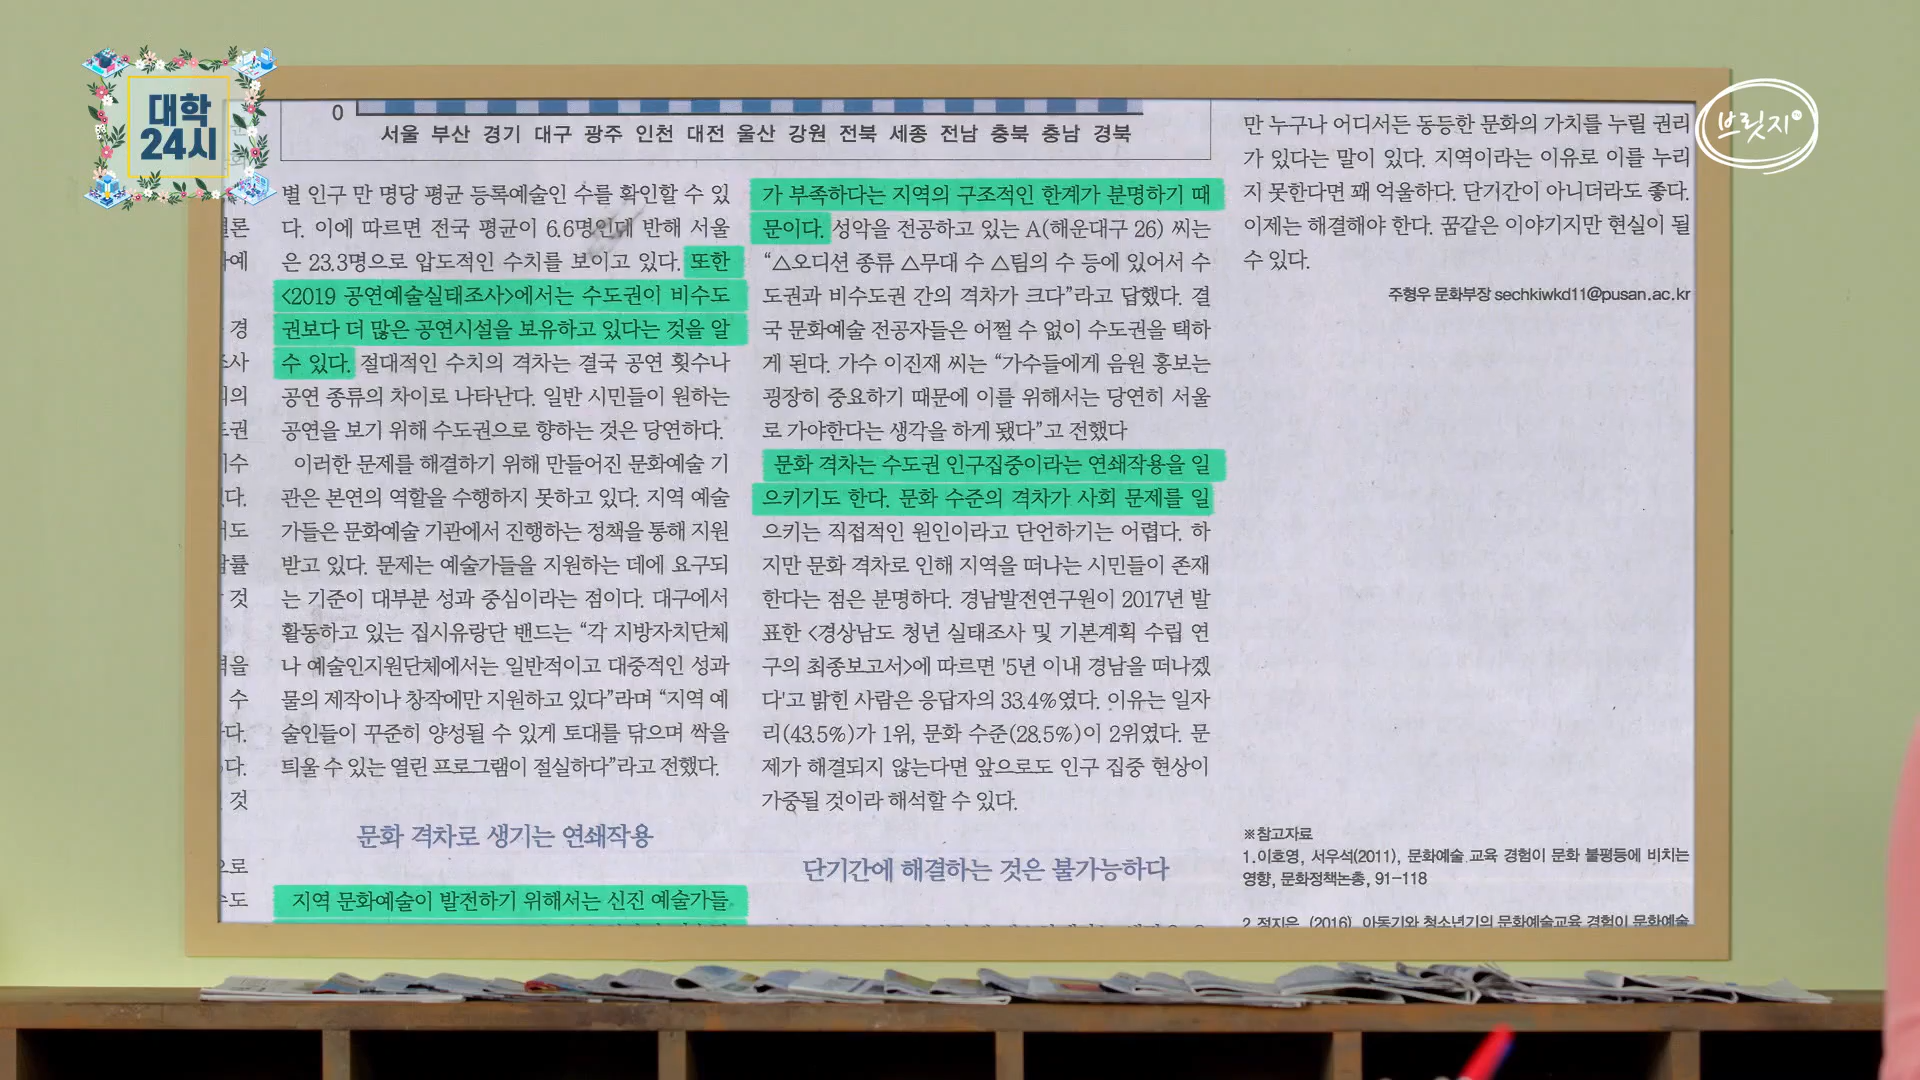 대학
24시
브릿지
0
서울 부산 경기 대구 광주 인천 대전 울산 강원 전북 세종 전남 충북 충남 경북
별 인구 만 명당 평균 등록예술인 수를 확인할 수 있
다. 이에 따르면 전국 평균이 6.6명인데 반해 서울
은 23.3명으로 압도적인 수치를 보이고 있다. 또한
<2019 공연예술실태조사>에서는 수도권이 비수도
권보다 더 많은 공연시설을 보유하고 있다는 것을 알
수 있다. 절대적인 수치의 격차는 결국 공연 횟수나
공연 종류의 차이로 나타난다. 일반 시민들이 원하는
공연을 보기 위해 수도권으로 향하는 것은 당연하다.
이러한 문제를 해결하기 위해 만들어진 문화예술 기
관은 본연의 역할을 수행하지 못하고 있다. 지역 예술
가들은 문화예술 기관에서 진행하는 정책을 통해 지원
받고 있다. 문제는 예술가들을 지원하는 데에 요구되
는 기준이 대부분 성과 중심이라는 점이다. 대구에서
활동하고 있는 집시유랑단 밴드는 “각 지방자치단체
나 예술인지원단체에서는 일반적이고 대중적인 성과
물의 제작이나 창작에만 지원하고 있다”라며 “지역 예
술인들이 꾸준히 양성될 수 있게 토대를 닦으며 싹을
틔울 수 있는 열린 프로그램이 절실하다”라고 전했다.
문화 격차로 생기는 연쇄작용
지역 문화예술이 발전하기 위해서는 신진 예술가들
가 부족하다는 지역의 구조적인 한계가 분명하기 때
문이다. 성악을 전공하고 있는 A(해운대구 26) 씨는
“△오디션 종류 △무대 수 △팀의 수 등에 있어서 수
도권과 비수도권 간의 격차가 크다”라고 답했다. 결
국 문화예술 전공자들은 어쩔 수 없이 수도권을 택하
게 된다. 가수 이진재 씨는 “가수들에게 음원 홍보는
굉장히 중요하기 때문에 이를 위해서는 당연히 서울
로 가야한다는 생각을 하게 됐다”고 전했다
문화 격차는 수도권 인구집중이라는 연쇄작용을 일
으키기도 한다. 문화 수준의 격차가 사회 문제를 일
으키는 직접적인 원인이라고 단언하기는 어렵다. 하
지만 문화 격차로 인해 지역을 떠나는 시민들이 존재
한다는 점은 분명하다. 경남발전연구원이 2017년 발
표한 <경상남도 청년 실태조사 및 기본계획 수립 연
구의 최종보고서>에 따르면 '5년 이내 경남을 떠나겠
다'고 밝힌 사람은 응답자의 33.4%였다. 이유는 일자
리(43.5%)가 1위, 문화 수준(28.5%)이 2위였다. 문
제가 해결되지 않는다면 앞으로도 인구 집중 현상이
가중될 것이라 해석할 수 있다.
단기간에 해결하는 것은 불가능하다
만 누구나 어디서든 동등한 문화의 가치를 누릴 권리
가 있다는 말이 있다. 지역이라는 이유로 이를 누리
지 못한다면 꽤 억울하다. 단기간이 아니더라도 좋다.
이제는 해결해야 한다. 꿈같은 이야기지만 현실이 될
수 있다.
주형우 문화부장 sechkiwkd11@pusan.ac.kr
※참고자료
1.이호영, 서우석(2011), 문화예술 교육 경험이 문화 불평등에 비치는
영향, 문화정책논총, 91-118
2.정지은, (2016), 아동기와 청소년기의 문화예술교육 경험이 문화예술